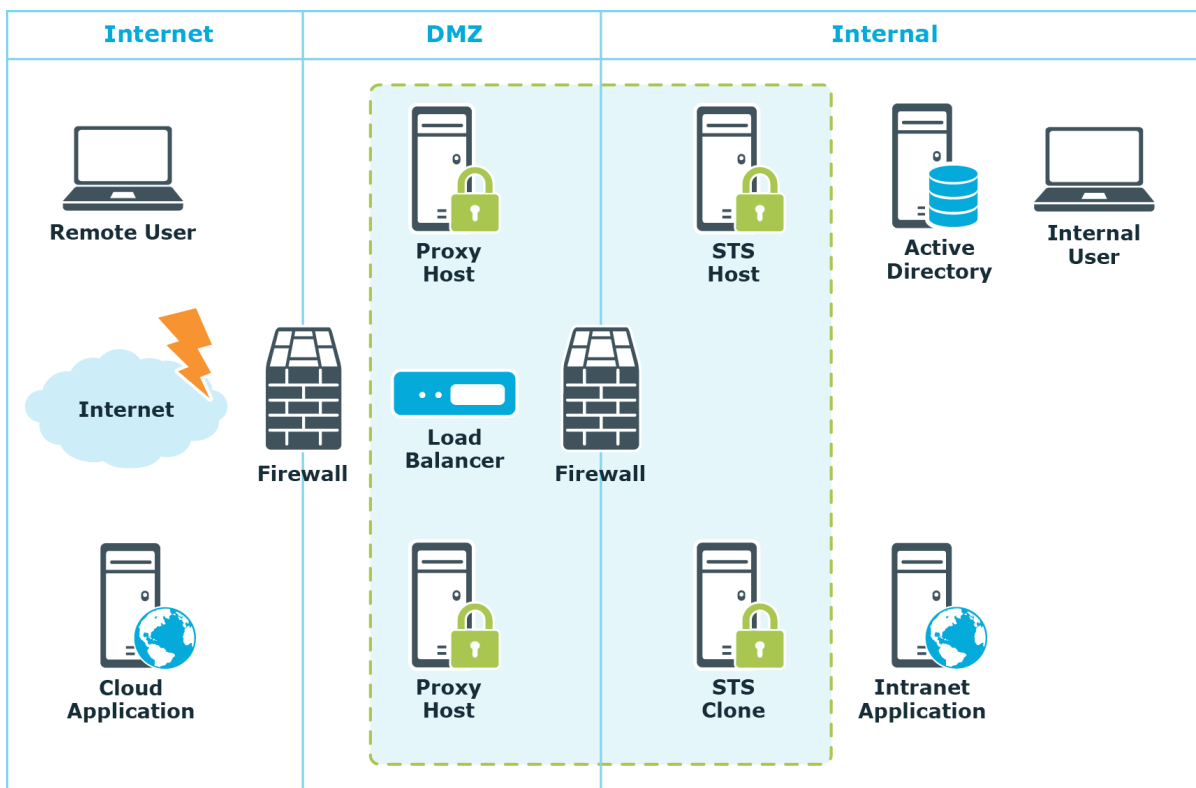 Internet
DMZ
Internal
Remote User
Proxy
Host
STS
Host
Active
Directory
Internal
User
Internet
Firewall
Load
Balancer
Firewall
Cloud
Application
Proxy
Host
STS
Clone
Intranet
Application